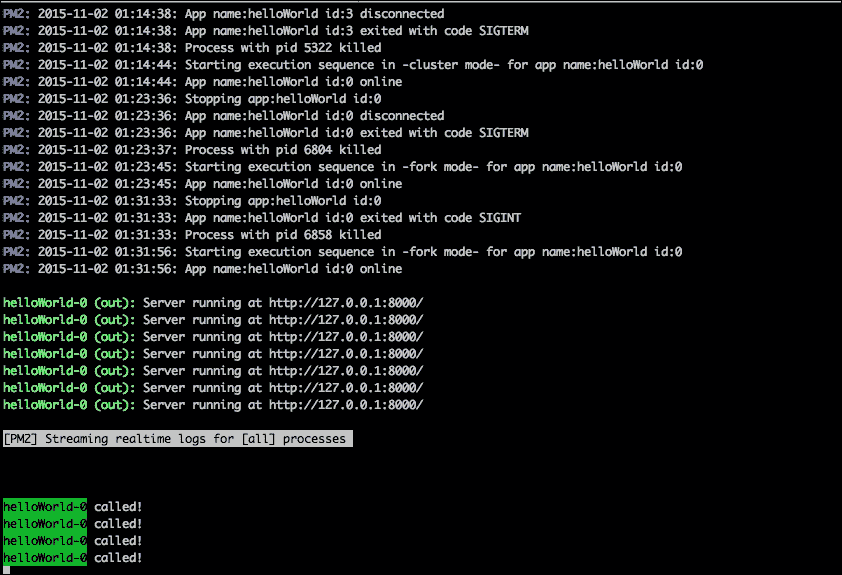 PM2: 2015-11-02 01:14:38: App name:helloWorld id:3 disconnected
PM2: 2015-11-02 01:14:38: App name:helloWorld id:3 exited with code SIGTERM
PM2: 2015-11-02 01:14:38: Process with pid 5322 killed
PM2: 2015-11-02 01:14:44: Starting execution sequence in -cluster mode- for app name:helloWorld id:0
PM2: 2015-11-02 01:14:44: App name:helloWorld id:0 online
PM2: 2015-11-02 01:23:36: Stopping app:helloWorld id:0
PM2: 2015-11-02 01:23:36: App name:helloWorld id:0 disconnected
PM2: 2015-11-02 01:23:36: App name:helloWorld id:0 exited with code SIGTERM
PM2: 2015-11-02 01:23:37: Process with pid 6804 killed
PM2: 2015-11-02 01:23:45: Starting execution sequence in -fork mode- for app name:helloWorld id:0
PM2: 2015-11-02 01:23:45: App name:helloWorld id:0 online
PM2: 2015-11-02 01:31:33: Stopping app:helloWorld id:0
PM2: 2015-11-02 01:31:33: App name:helloWorld id:0 exited with code SIGINT
PM2: 2015-11-02 01:31:33: Process with pid 6858 killed
PM2: 2015-11-02 01:31:56: Starting execution sequence in -fork mode- for app name:helloWorld id:0
PM2: 2015-11-02 01:31:56: App name:helloWorld id:0 online
helloWorld-0 (out): Server running at http://127.0.0.1:8000/
helloWorld-0 (out): Server running at http://127.0.0.1:8000/
helloWorld-0 (out): Server running at http://127.0.0.1:8000/
helloWorld-0 (out): Server running at http://127.0.0.1:8000/
helloWorld-0 (out): Server running at http://127.0.0.1:8000/
helloWorld-0 (out): Server running at http://127.0.0.1:8000/
helloWorld-0 (out): Server running at http://127.0.0.1:8000/
[PM2] Streaming realtime logs for [all] processes
helloWorld-0 called!
helloWorld-0 called!
helloWorld-0 called!
helloWorld-0 called!